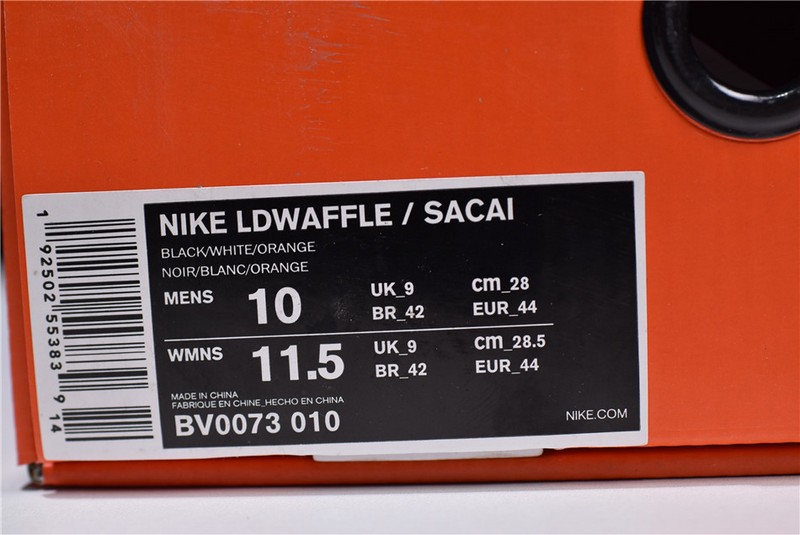 NIKE LDWAFFLE / SACAI
BLACK/WHITE/ORANGE
NOIR/BLANC/ORANGE
MENS 10 UK_9 cm_28
BR_42 EUR_44
WMNS 11.5 UK_9 cm_28.5
BR_42 EUR_44
MADE IN CHINA
FABRIQUE EN CHINE_HECHO EN CHINA
BV0073 010
NIKE.COM
1 92502 55383 9 14